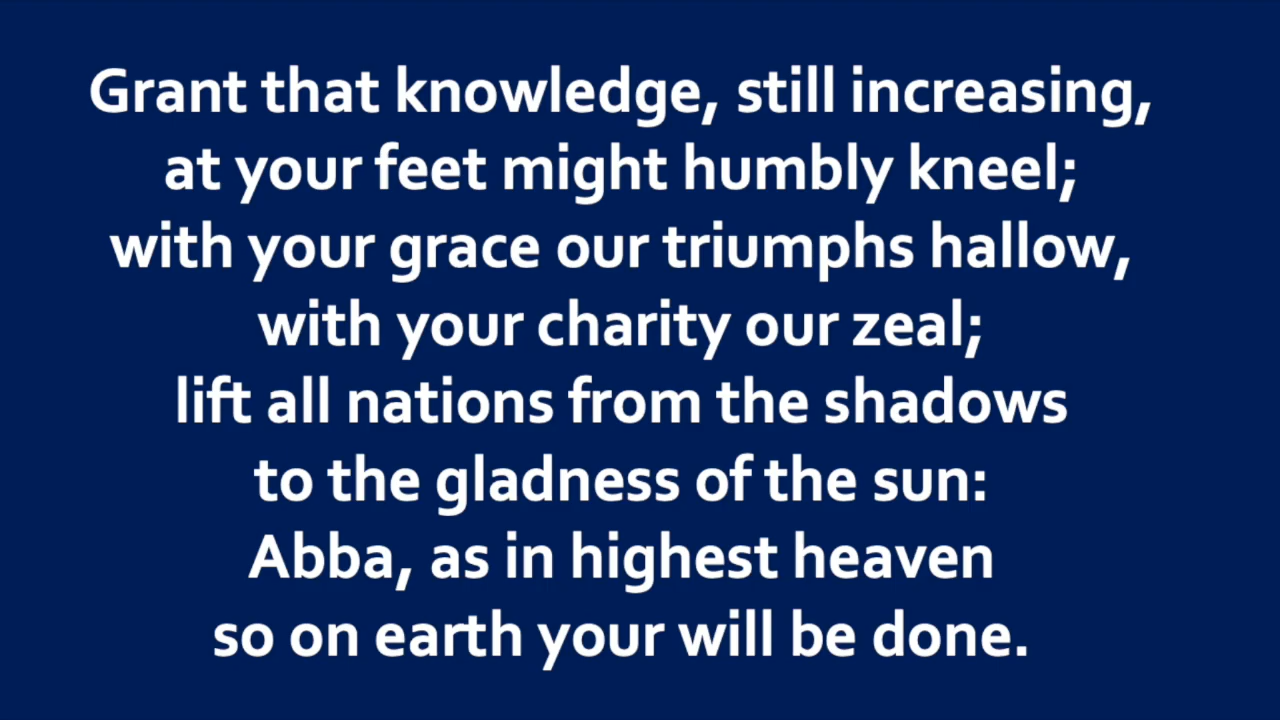 Grant that knowledge, still increasing,
at your feet might humbly kneel;
with your grace our triumphs hallow,
with your charity our zeal;
lift all nations from the shadows
to the gladness of the sun:
Abba, as in highest heaven
so on earth your will be done.